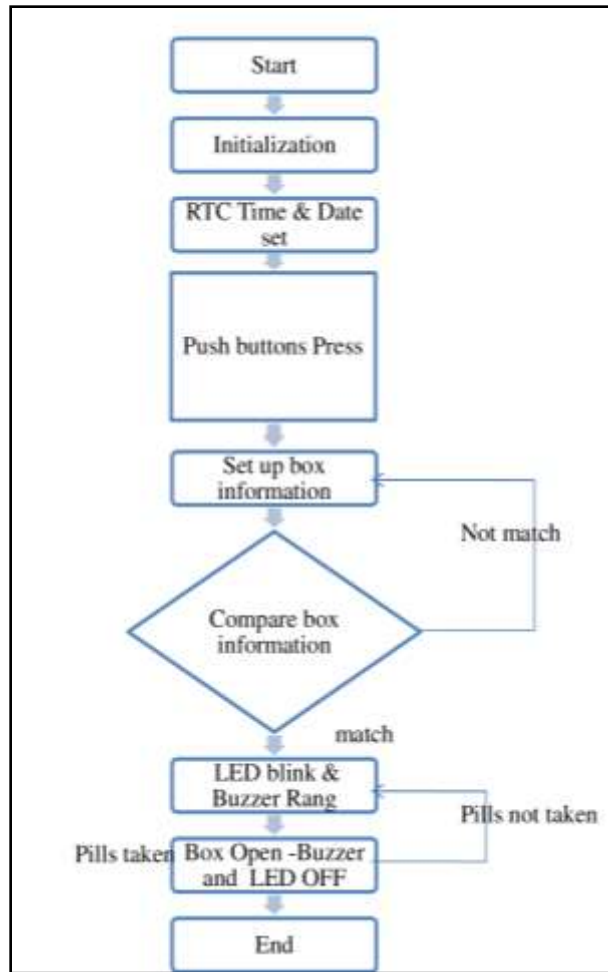 Start
Initialization
RTC Time & Date
set
Push buttons Press
Set up box
information
Not match
Compare box
information
match
LED blink &
Buzzer Rang
Pills not taken
Pills taken
Box Open -Buzzer
and LED OFF
End